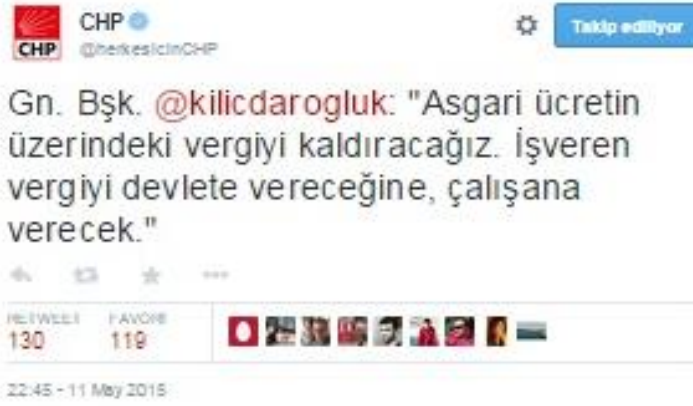 CHP
CHP
@herkesicinCHP
Takip ediliyor
Gn. Bşk. @kilicdarogluk: "Asgari ücretin
üzerindeki vergiyi kaldıracağız. İşveren
vergiyi devlete vereceğine, çalışana
verecek."
RETWEET FAVORİ
130 119
22:45 - 11 May 2015